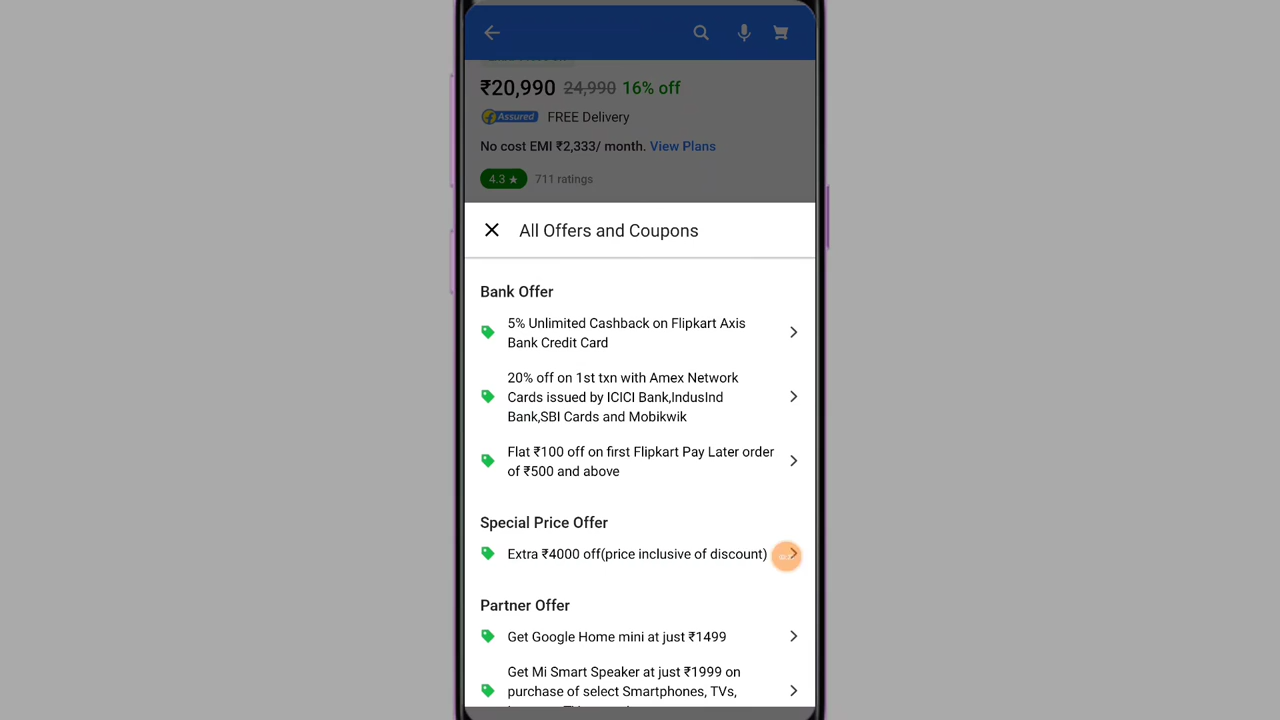 ₹20,990 24,990 16% off
Assured FREE Delivery
No cost EMI ₹2,333/ month. View Plans
4.3 ★ 711 ratings
All Offers and Coupons
Bank Offer
5% Unlimited Cashback on Flipkart Axis
Bank Credit Card
20% off on 1st txn with Amex Network
Cards issued by ICICI Bank,IndusInd
Bank,SBI Cards and Mobikwik
Flat ₹100 off on first Flipkart Pay Later order
of ₹500 and above
Special Price Offer
Extra ₹4000 off(price inclusive of discount)
Partner Offer
Get Google Home mini at just ₹1499
Get Mi Smart Speaker at just ₹1999 on
purchase of select Smartphones, TVs,